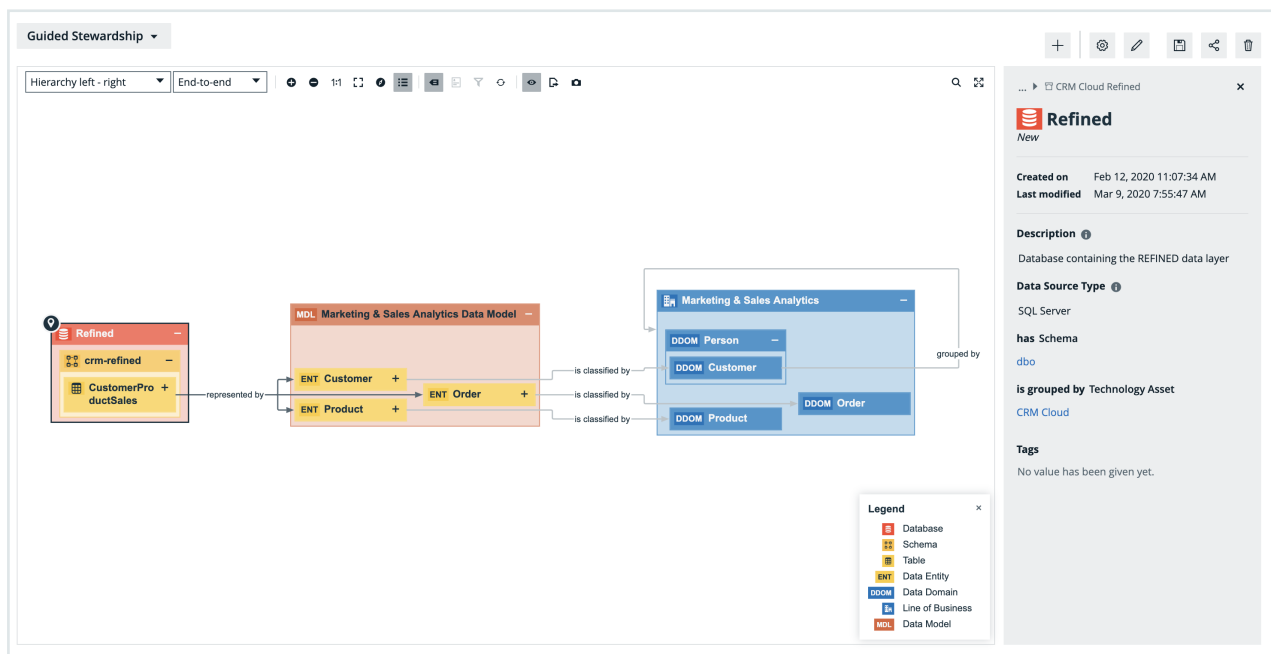 Guided Stewardship
Hierarchy left - right
End-to-end
1:1
... CRM Cloud Refined
Refined
New
Created on Feb 12, 2020 11:07:34 AM
Last modified Mar 9, 2020 7:55:47 AM
Description
Database containing the REFINED data layer
Data Source Type
SQL Server
has Schema
dbo
is grouped by Technology Asset
CRM Cloud
Tags
No value has been given yet.
Refined
crm-refined
CustomerPro
ductSales
represented by
MDL Marketing & Sales Analytics Data Model
ENT Customer
ENT Order
ENT Product
is classified by
is classified by
is classified by
Marketing & Sales Analytics
DDOM Person
DDOM Customer
DDOM Order
DDOM Product
grouped by
Legend
Database
Schema
Table
ENT Data Entity
DDOM Data Domain
Line of Business
MDL Data Model